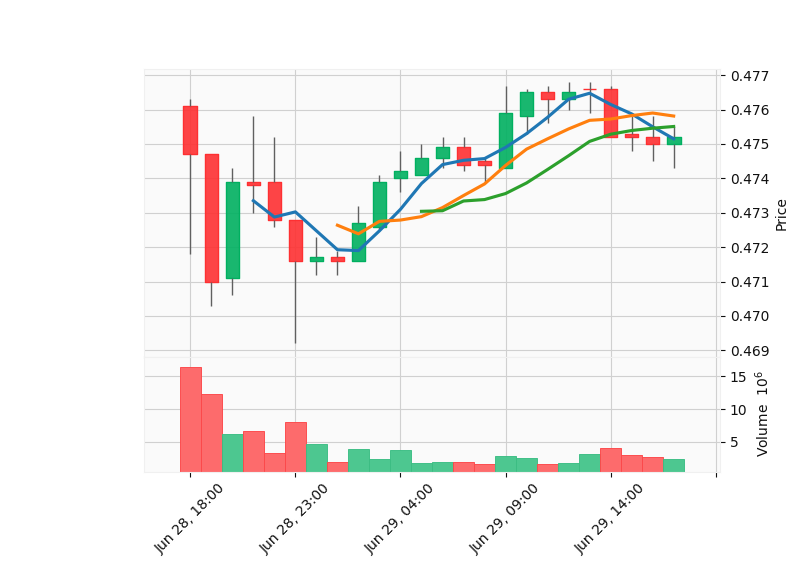 0.477
0.476
0.475
0.474
0.473
0.472
0.471
0.470
0.469
Price
15
10
5
Volume 10^6
Jun 28, 18:00
Jun 28, 23:00
Jun 29, 04:00
Jun 29, 09:00
Jun 29, 14:00